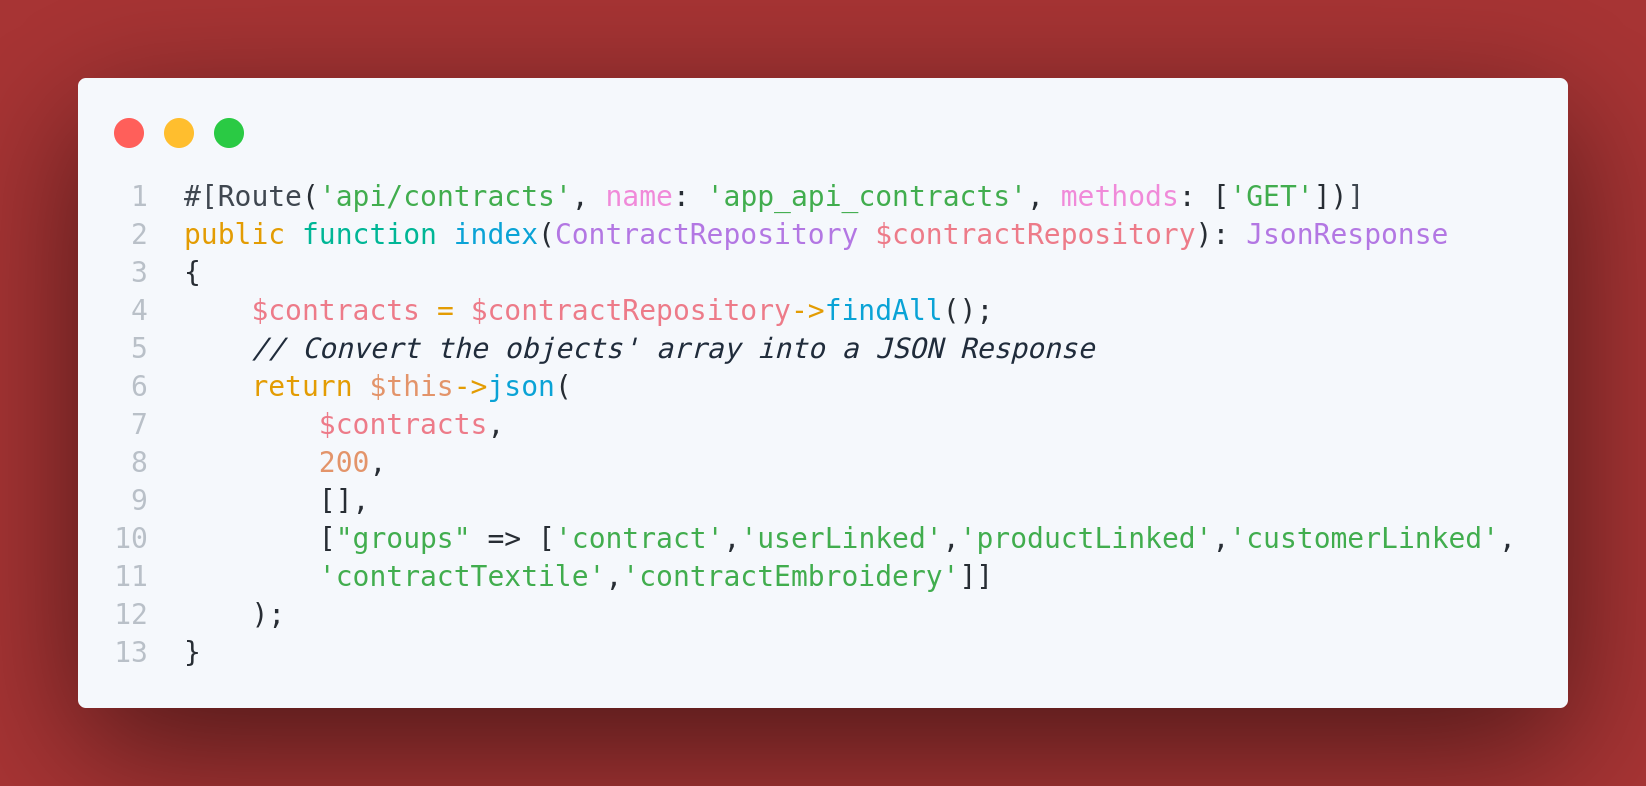 1 #[Route('api/contracts', name: 'app_api_contracts', methods: ['GET'])]
2 public function index(ContractRepository $contractRepository): JsonResponse
3 {
4     $contracts = $contractRepository->findAll();
5     // Convert the objects' array into a JSON Response
6     return $this->json(
7         $contracts,
8         200,
9         [],
10         ["groups" => ['contract','userLinked','productLinked','customerLinked',
11         'contractTextile','contractEmbroidery']]
12     );
13 }